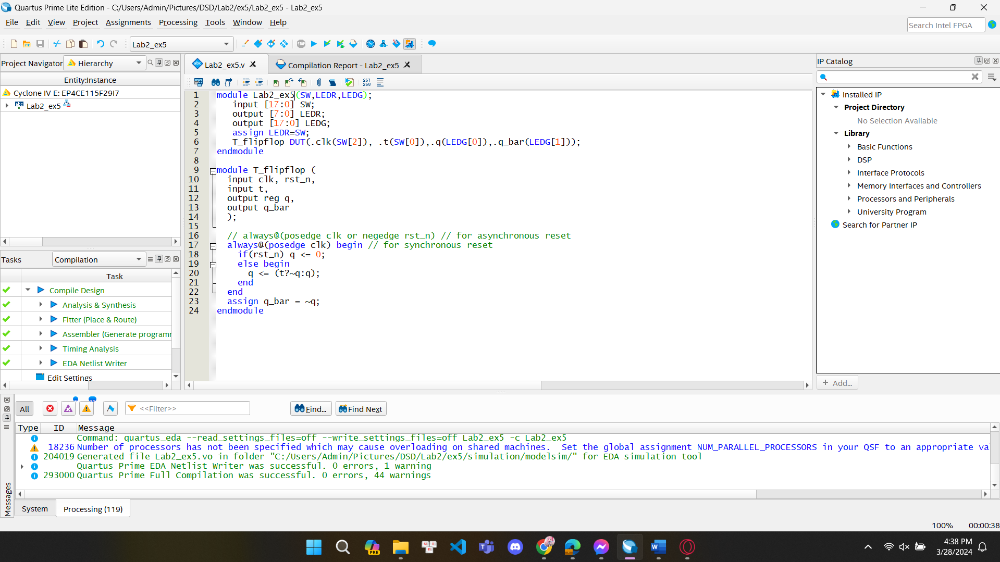 Quartus Prime Lite Edition - C:/Users/Admin/Pictures/DSD/Lab2/ex5/Lab2_ex5 - Lab2_ex5
File Edit View Project Assignments Processing Tools Window Help
Search Intel FPGA
STOP
Lab2_ex5
Project Navigator Hierarchy
Entity:Instance
Cyclone IV E: EP4CE115F29I7
abc Lab2_ex5
Tasks Compilation
Task
Compile Design
Analysis & Synthesis
Fitter (Place & Route)
Assembler (Generate programm
Timing Analysis
EDA Netlist Writer
Edit Settings
abc Lab2_ex5.v
Compilation Report - Lab2_ex5
267
268
1 module Lab2_ex5(SW,LEDR,LEDG);
2 input [17:0] SW;
3 output [7:0] LEDR;
4 output [17:0] LEDG;
5 assign LEDR=SW;
6 T_flipflop DUT(.clk(SW[2]), .t(SW[0]),.q(LEDG[0]),.q_bar(LEDG[1]));
7 endmodule
8
9 module T_flipflop (
10 input clk, rst_n,
11 input t,
12 output reg q,
13 output q_bar
14 );
15
16 // always@(posedge clk or negedge rst_n) // for asynchronous reset
17 always@(posedge clk) begin // for synchronous reset
18 if(rst_n) q <= 0;
19 else begin
20 q <= (t?~q:q);
21 end
22 end
23 assign q_bar = ~q;
24 endmodule
IP Catalog
Installed IP
Project Directory
No Selection Available
Library
Basic Functions
DSP
Interface Protocols
Memory Interfaces and Controllers
Processors and Peripherals
University Program
Search for Partner IP
+ Add...
All
<<Filter>>
Find...
Find Next
Type ID Message
Command: quartus_eda --read_settings_files=off --write_settings_files=off Lab2_ex5 -c Lab2_ex5
18236 Number of processors has not been specified which may cause overloading on shared machines. Set the global assignment NUM_PARALLEL_PROCESSORS in your QSF to an appropriate va
204019 Generated file Lab2_ex5.vo in folder "C:/Users/Admin/Pictures/DSD/Lab2/ex5/simulation/modelsim/" for EDA simulation tool
Quartus Prime EDA Netlist Writer was successful. 0 errors, 1 warning
293000 Quartus Prime Full Compilation was successful. 0 errors, 44 warnings
Messages
System
Processing (119)
100% 00:00:38
PRE
4:38 PM
3/28/2024